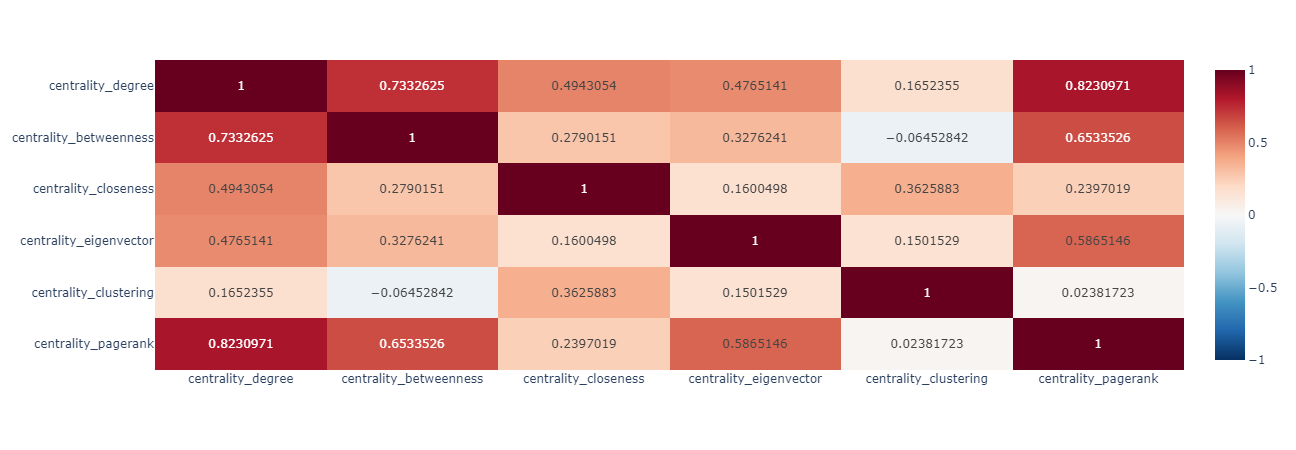 centrality_degree 1 0.7332625 0.4943054 0.4765141 0.1652355 0.8230971
centrality_betweenness 0.7332625 1 0.2790151 0.3276241 −0.06452842 0.6533526
centrality_closeness 0.4943054 0.2790151 1 0.1600498 0.3625883 0.2397019
centrality_eigenvector 0.4765141 0.3276241 0.1600498 1 0.1501529 0.5865146
centrality_clustering 0.1652355 −0.06452842 0.3625883 0.1501529 1 0.02381723
centrality_pagerank 0.8230971 0.6533526 0.2397019 0.5865146 0.02381723 1
centrality_degree centrality_betweenness centrality_closeness centrality_eigenvector centrality_clustering centrality_pagerank
1
0.5
0
−0.5
−1